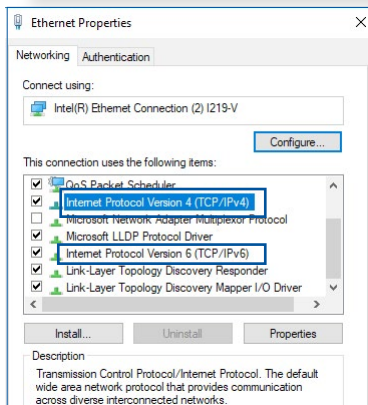 Ethernet Properties
Networking Authentication
Connect using:
Intel(R) Ethernet Connection (2) I219-V
Configure...
This connection uses the following items:
QoS Packet Scheduler
Internet Protocol Version 4 (TCP/IPv4)
Microsoft Network Adapter Multiplexor Protocol
Microsoft LLDP Protocol Driver
Internet Protocol Version 6 (TCP/IPv6)
Link-Layer Topology Discovery Responder
Link-Layer Topology Discovery Mapper I/O Driver
Install... Uninstall Properties
Description
Transmission Control Protocol/Internet Protocol. The default
wide area network protocol that provides communication
across diverse interconnected networks.